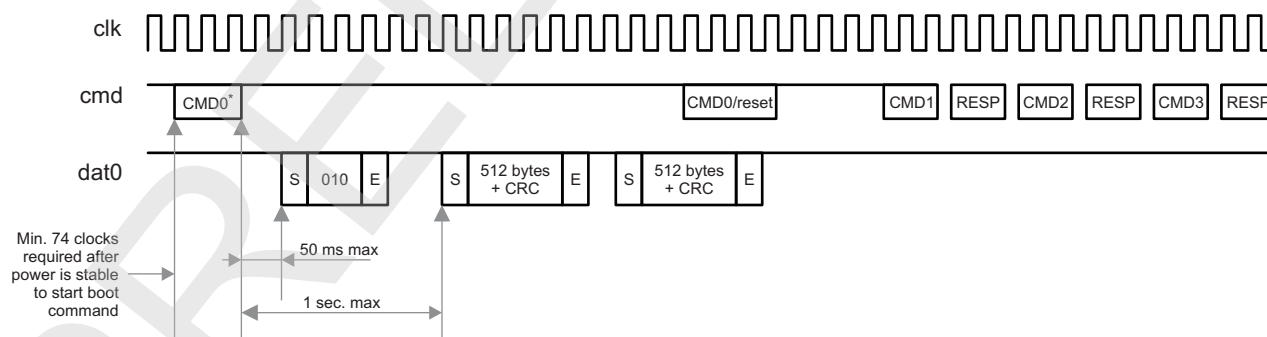 clk
cmd
CMD0*
CMD0/reset
CMD1
RESP
CMD2
RESP
CMD3
RESP
dat0
S
010
E
S
512 bytes
+ CRC
E
S
512 bytes
+ CRC
E
Min. 74 clocks
required after
power is stable
to start boot
command
50 ms max
1 sec. max